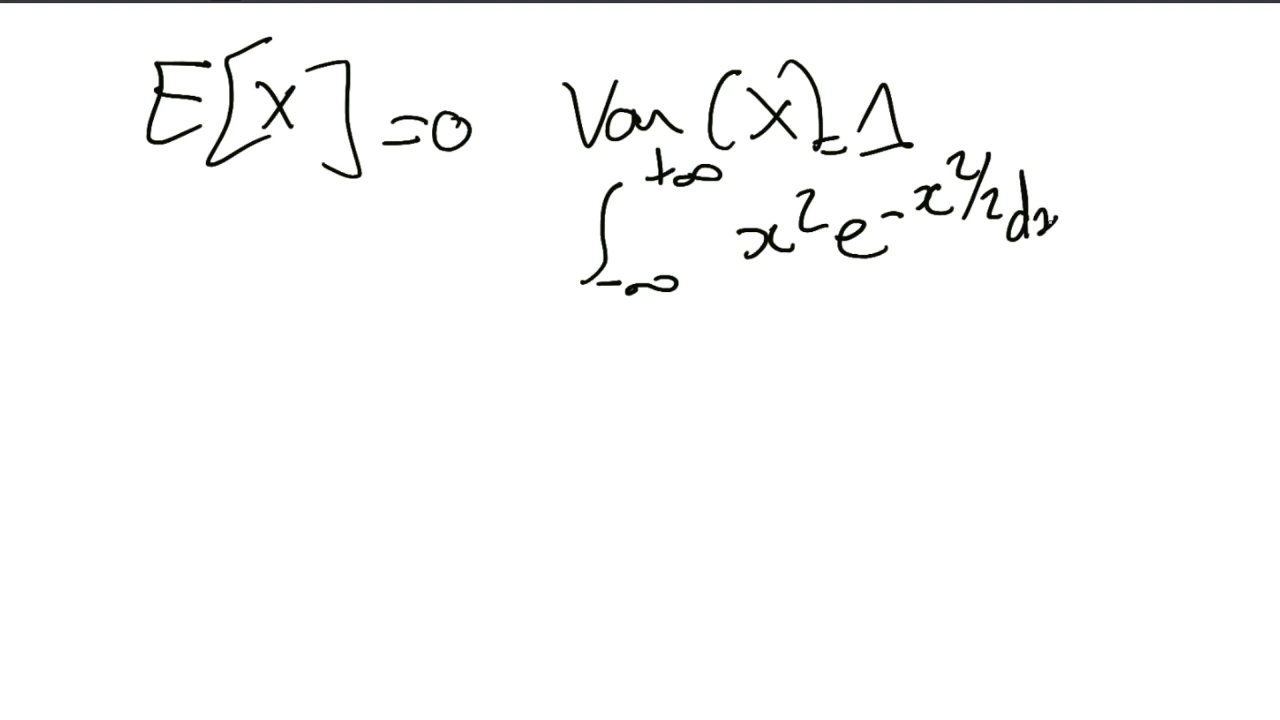 E[X]=0 Var(X)=1
∫_{-∞}^{+∞} x²e^{-x²/2}dx